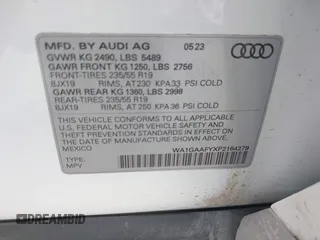 MFD. BY AUDI AG 05.23
GVWR KG 2490, LBS 5489
GAWR FRONT KG 1250, LBS 2756
FRONT-TIRES 235/55 R19
8JX19 RIMS, AT 230 KPA 33 PSI COLD
GAWR REAR KG 1360, LBS 2998
REAR-TIRES 235/55 R19
8JX19 RIMS, AT 250 KPA 36 PSI COLD
THIS VEHICLE CONFORMS TO ALL APPLICABLE
FEDERAL MOTOR VEHICLE SAFETY AND
THEFT PREVENTION STANDARDS IN EFFECT ON
THE DATE OF MANUFACTURE SHOWN ABOVE
MEXICO WA1GAAFYXP2164279
TYPE:
MPV
DREAMBID